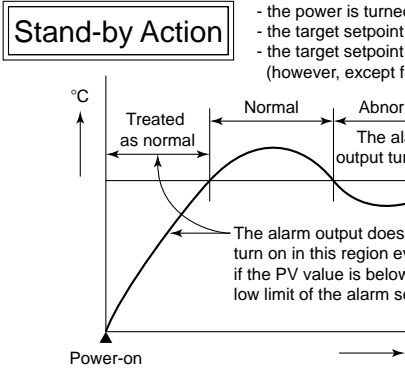 Stand-by Action
- the power is turned
- the target setpoint
- the target setpoint
(however, except f
°C
Treated
as normal
Normal
Abnor
The al
output tur
The alarm output does
turn on in this region ev
if the PV value is below
low limit of the alarm se
Power-on